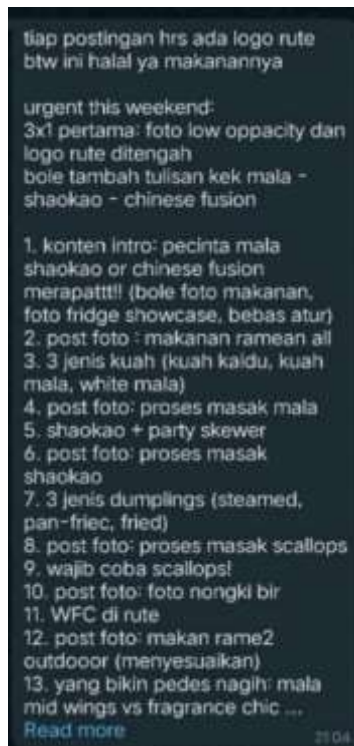 tiap postingan hrs ada logo rute
btw ini halal ya makanannya
urgent this weekend:
3x1 pertama: foto low oppacity dan
logo rute ditengah
bole tambah tulisan kek mala -
shaokao - chinese fusion
1. konten intro: pecinta mala
shaokao or chinese fusion
merapattt!! (bole foto makanan,
foto fridge showcase, bebas atur)
2. post foto : makanan ramean all
3. 3 jenis kuah (kuah kaldu, kuah
mala, white mala)
4. post foto: proses masak mala
5. shaokao + party skewer
6. post foto: proses masak
shaokao
7. 3 jenis dumplings (steamed,
pan-friec, fried)
8. post foto: proses masak scallops
9. wajib coba scallops!
10. post foto: foto nongki bir
11. WFC di rute
12. post foto: makan rame2
outdooor (menyesuaikan)
13. yang bikin pedes nagih: mala
mid wings vs fragrance chic ...
Read more
21:04